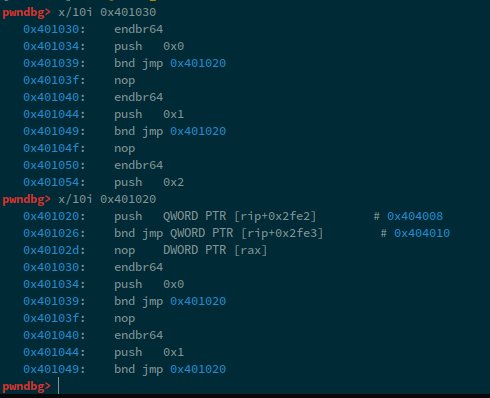 pwndbg> x/10i 0x401030
0x401030: endbr64
0x401034: push 0x0
0x401039: bnd jmp 0x401020
0x40103f: nop
0x401040: endbr64
0x401044: push 0x1
0x401049: bnd jmp 0x401020
0x40104f: nop
0x401050: endbr64
0x401054: push 0x2
pwndbg> x/10i 0x401020
0x401020: push QWORD PTR [rip+0x2fe2] # 0x404008
0x401026: bnd jmp QWORD PTR [rip+0x2fe3] # 0x404010
0x40102d: nop DWORD PTR [rax]
0x401030: endbr64
0x401034: push 0x0
0x401039: bnd jmp 0x401020
0x40103f: nop
0x401040: endbr64
0x401044: push 0x1
0x401049: bnd jmp 0x401020
pwndbg>